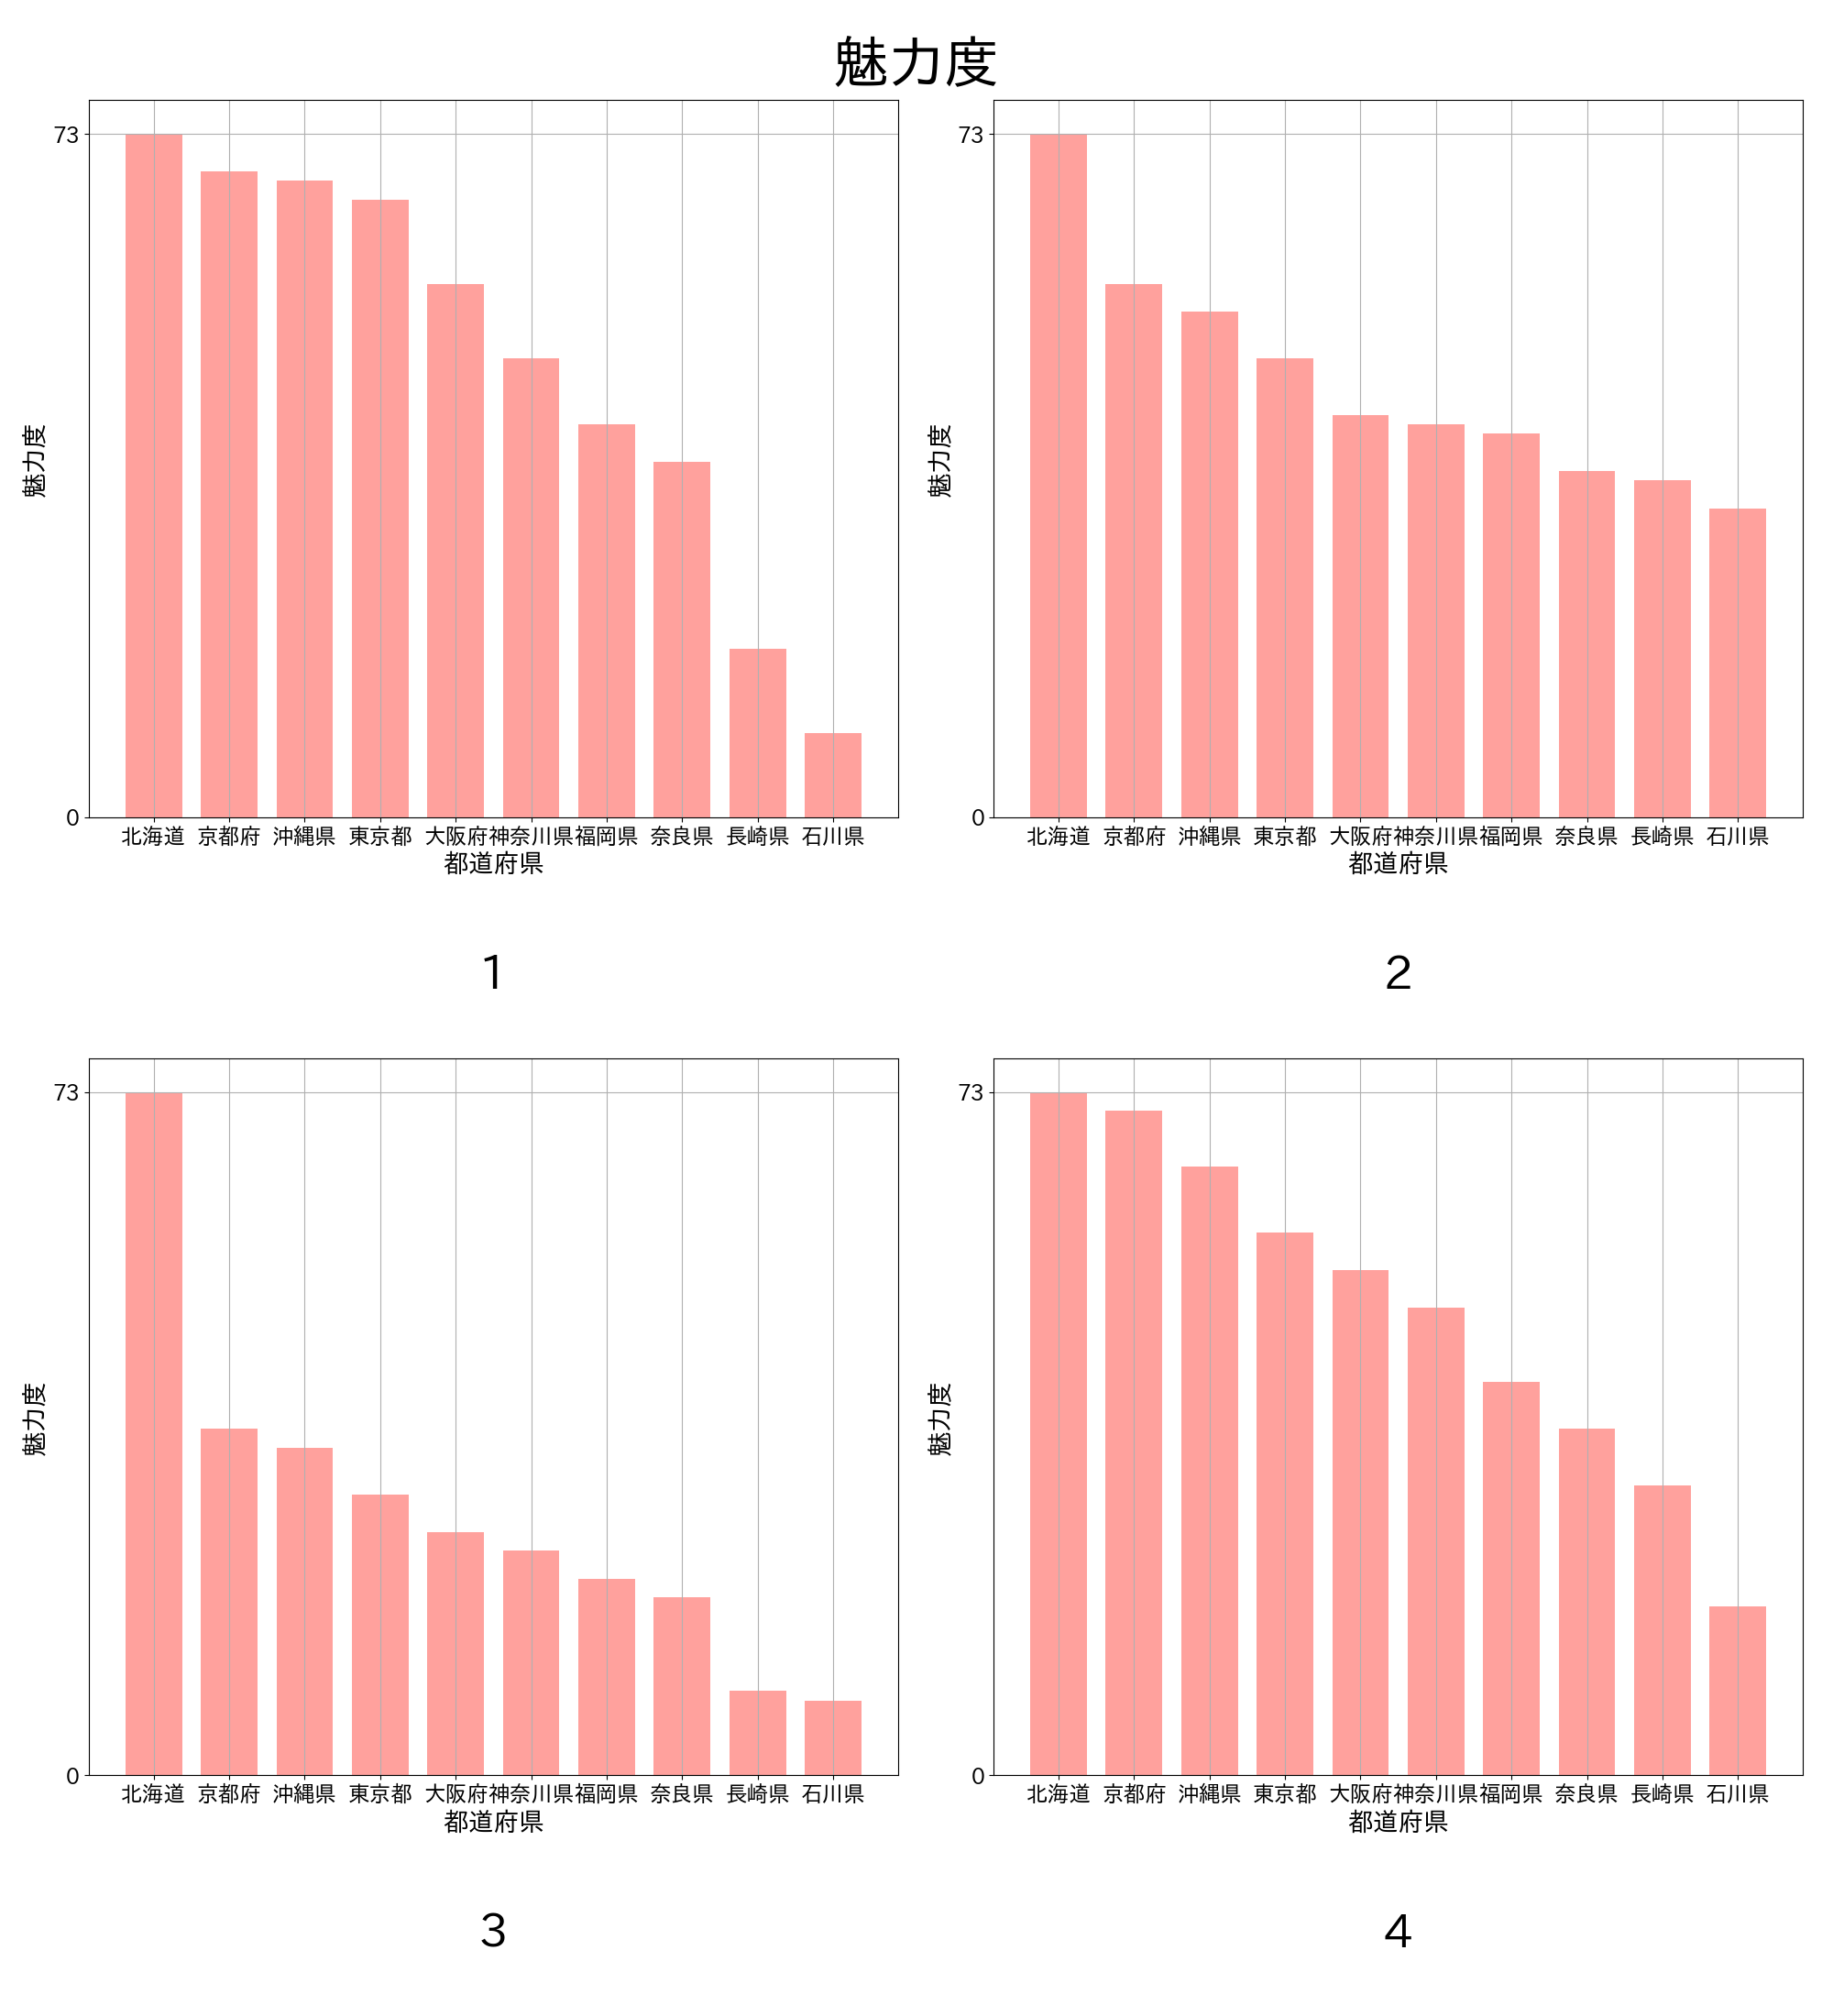 魅力度
73
0
魅力度
北海道 京都府 沖縄県 東京都 大阪府 神奈川県 福岡県 奈良県 長崎県 石川県
都道府県
1
73
0
魅力度
北海道 京都府 沖縄県 東京都 大阪府 神奈川県 福岡県 奈良県 長崎県 石川県
都道府県
2
73
0
魅力度
北海道 京都府 沖縄県 東京都 大阪府 神奈川県 福岡県 奈良県 長崎県 石川県
都道府県
3
73
0
魅力度
北海道 京都府 沖縄県 東京都 大阪府 神奈川県 福岡県 奈良県 長崎県 石川県
都道府県
4